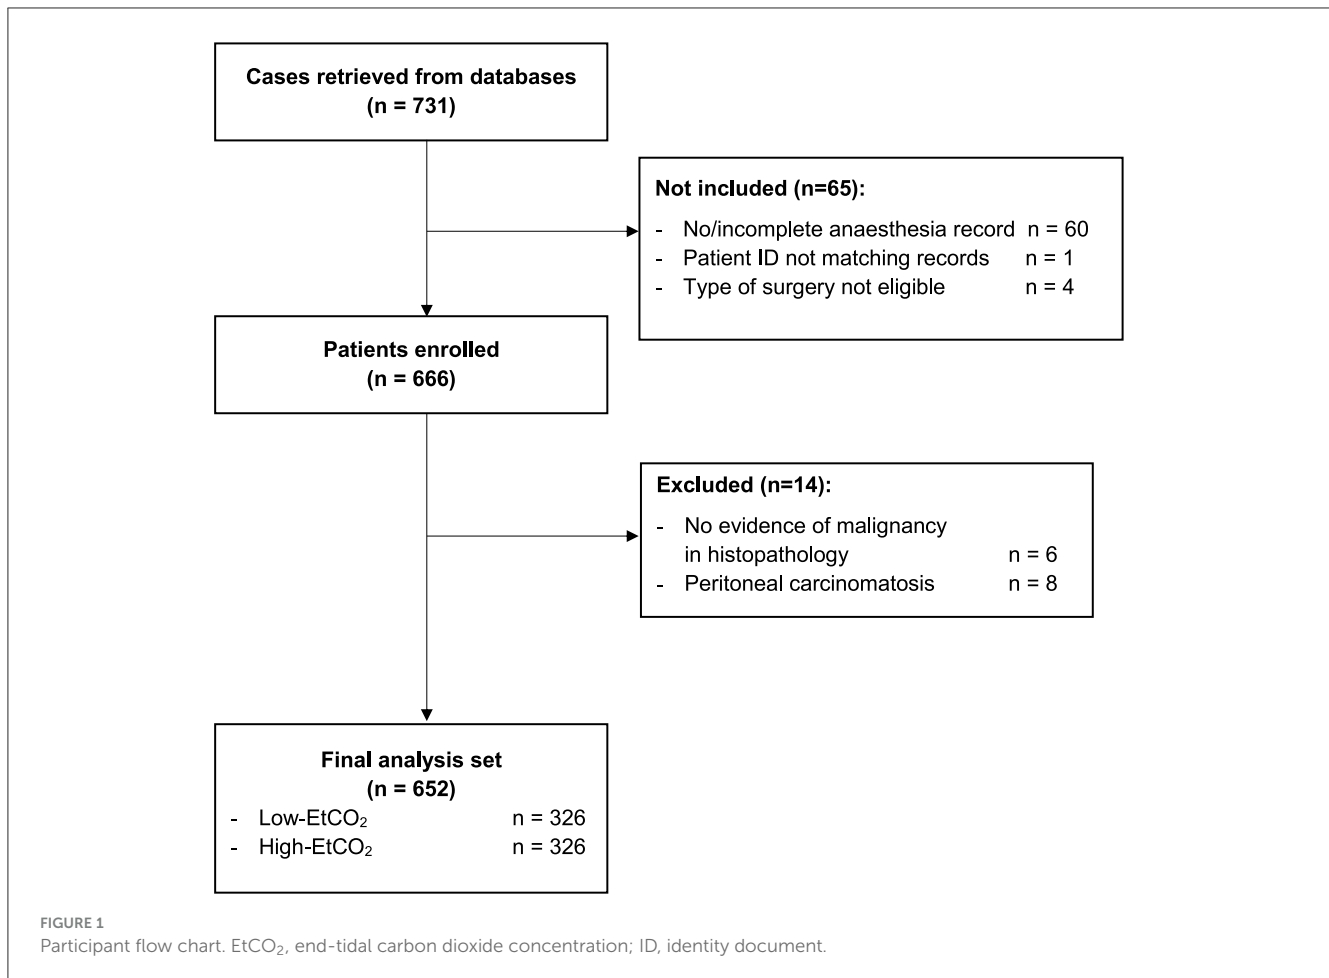 Cases retrieved from databases
(n = 731)
Not included (n=65):
- No/incomplete anaesthesia record n = 60
- Patient ID not matching records n = 1
- Type of surgery not eligible n = 4
Patients enrolled
(n = 666)
Excluded (n=14):
- No evidence of malignancy
in histopathology n = 6
- Peritoneal carcinomatosis n = 8
Final analysis set
(n = 652)
- Low-EtCO₂ n = 326
- High-EtCO₂ n = 326
FIGURE 1
Participant flow chart. EtCO₂, end-tidal carbon dioxide concentration; ID, identity document.